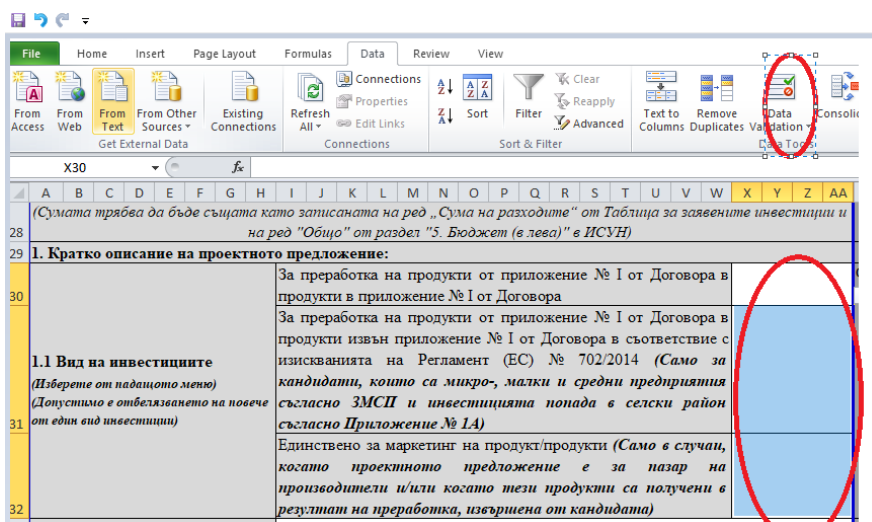 File Home Insert Page Layout Formulas Data Review View
From Access
From Web
From Text
From Other Sources
Existing Connections
Get External Data
Refresh All
Connections
Properties
Edit Links
Connections
Sort
Filter
Clear
Reapply
Advanced
Sort & Filter
Text to Columns
Remove Duplicates
Data Validation
Data Tools
X30 fx
A B C D E F G H I J K L M N O P Q R S T U V W X Y Z AA
(Сумата трябва да бъде същата като записаната на ред „Сума на разходите“ от Таблица за заявените инвестиции и
28 на ред "Общо" от раздел "5. Бюджет (в лева)" в ИСУН)
29 1. Кратко описание на проектното предложение:
За преработка на продукти от приложение № I от Договора в
30 продукти в приложение № I от Договора
1.1 Вид на инвестициите
(Изберете от падащото меню)
(Допустимо е отбелязването на повече
от един вид инвестиции)
За преработка на продукти от приложение № I от Договора в
продукти извън приложение № I от Договора в съответствие с
изискванията на Регламент (ЕС) № 702/2014 (Само за
кандидати, които са микро-, малки и средни предприятия
съгласно ЗМСП и инвестицията попада в селски район
31 съгласно Приложение № 1А)
Единствено за маркетинг на продукт/продукти (Само в случаи,
когато проектното предложение е за пазар на
производители и/или когато тези продукти са получени в
32 резултат на преработка, извършена от кандидата)